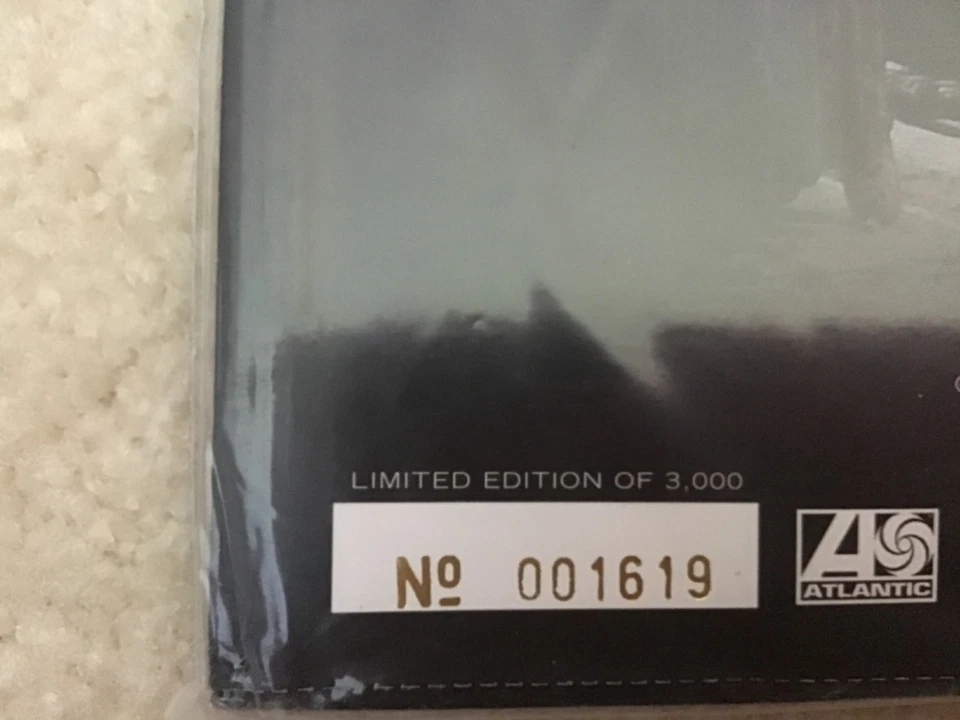 LIMITED EDITION OF 3,000
Nº 001619
ATLANTIC